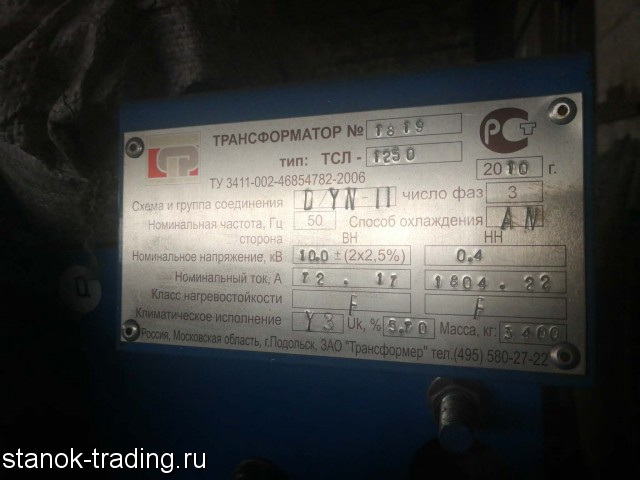 ТРАНСФОРМАТОР № 1819
РСТ
тип: ТСЛ - 1250
2010 г.
ТУ 3411-002-46854782-2006
Схема и группа соединения D/YN-11 число фаз 3
Номинальная частота, Гц 50 Способ охлаждения AN
сторона ВН НН
Номинальное напряжение, кВ 10.0 ± (2x2,5%) 0.4
Номинальный ток, А 72.17 1804.22
Класс нагревостойкости F F
Климатическое исполнение У3 Uk, % 5,70 Масса, кг: 3400
Россия, Московская область, г.Подольск, ЗАО "Трансформер" тел.(495) 580-27-22
stanok-trading.ru